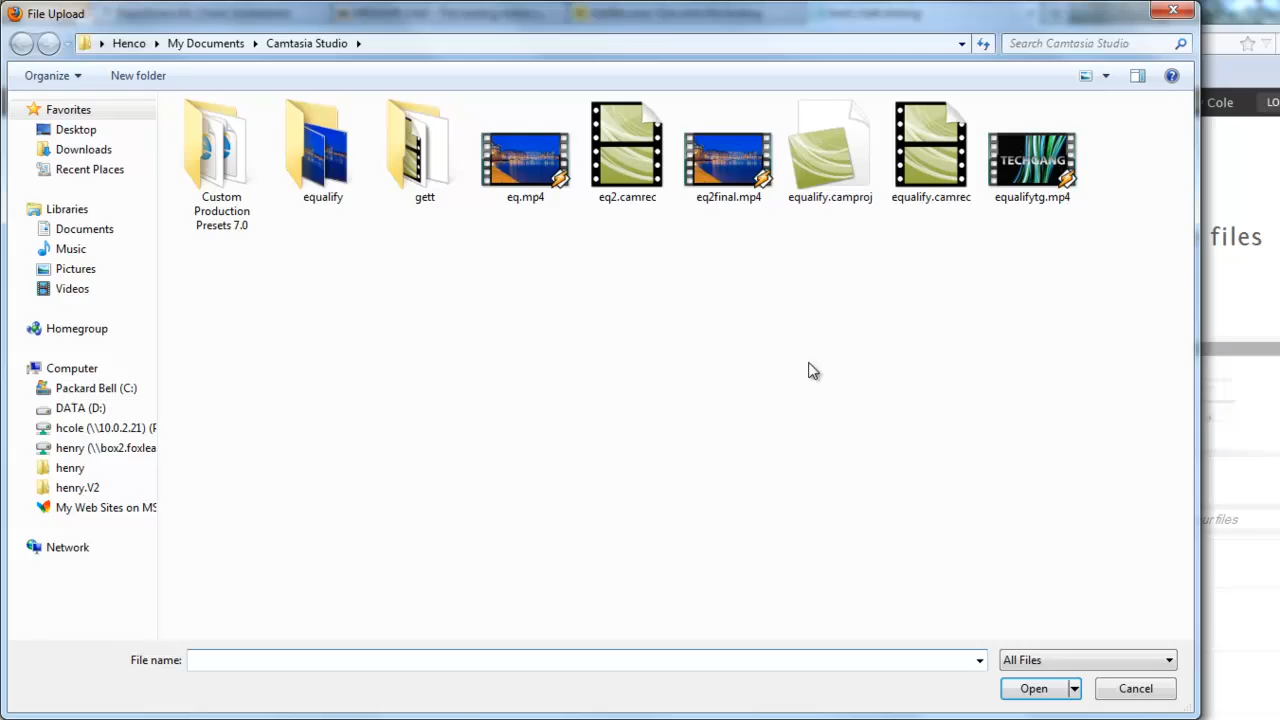 File Upload
Henco
My Documents
Camtasia Studio
Search Camtasia Studio
Organize
New folder
Favorites
Desktop
Downloads
Recent Places
Libraries
Documents
Music
Pictures
Videos
Homegroup
Computer
Packard Bell (C:)
DATA (D:)
hcole (\\10.0.2.21) (F
henry (\\box2.foxlea
henry
henry.V2
My Web Sites on MS
Network
Custom
Production
Presets 7.0
equalify
gett
eq.mp4
eq2.camrec
eq2final.mp4
equalify.camproj
equalify.camrec
TECHGANG
equalifytg.mp4
Cole
LO
files
ur files
File name:
All Files
Open
Cancel